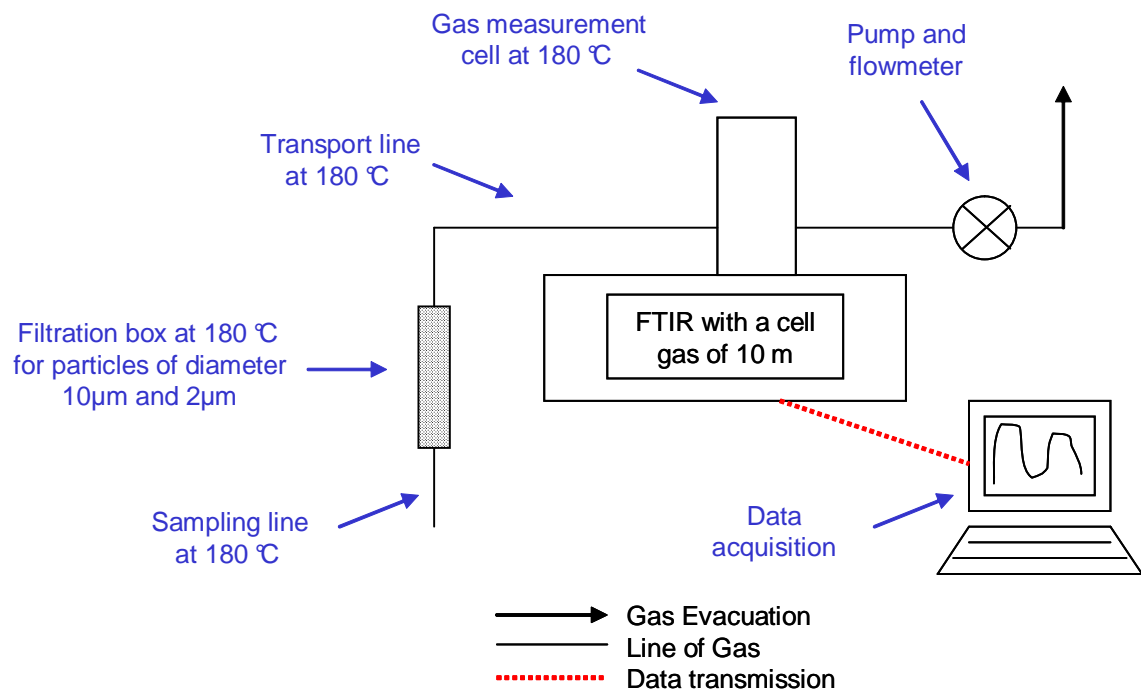 Gas measurement
cell at 180 °C
Pump and
flowmeter
Transport line
at 180 °C
Filtration box at 180 °C
for particles of diameter
10µm and 2µm
FTIR with a cell
gas of 10 m
Sampling line
at 180 °C
Data
acquisition
Gas Evacuation
Line of Gas
Data transmission